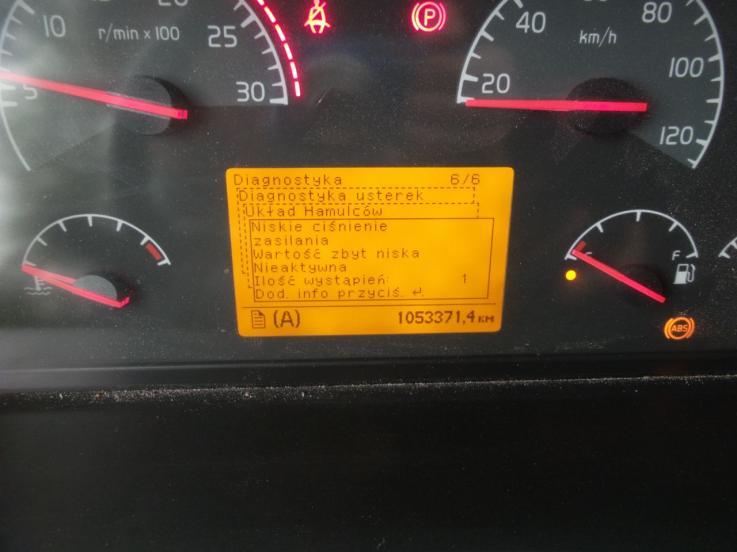 10
r/min x 100
25
30
5
P
40
80
km/h
20
100
120
Diagnostyka 6/6
Diagnostyka usterek
Układ Hamulców
Niskie ciśnienie
zasilania
Wartość zbyt niska
Nieaktywna
Ilość wystąpień: 1
Dod. info przyciś. ↵.
(A) 1053371,4 KM
F
ABS